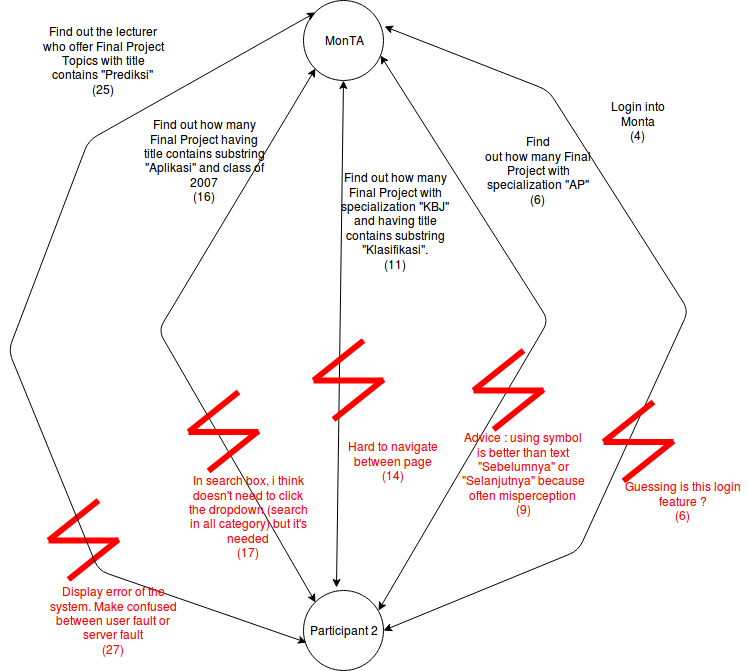 MonTA
Find out the lecturer
who offer Final Project
Topics with title
contains "Prediksi"
(25)
Find out how many
Final Project having
title contains substring
"Aplikasi" and class of
2007
(16)
Find out how many
Final Project with
specialization "KBJ"
and having title
contains substring
"Klasifikasi".
(11)
Find
out how many Final
Project with
specialization "AP"
(6)
Login into
Monta
(4)
Display error of the
system. Make confused
between user fault or
server fault
(27)
In search box, i think
doesn't need to click
the dropdown (search
in all category) but it's
needed
(17)
Hard to navigate
between page
(14)
Advice : using symbol
is better than text
"Sebelumnya" or
"Selanjutnya" because
often misperception
(9)
Guessing is this login
feature ?
(6)
Participant 2